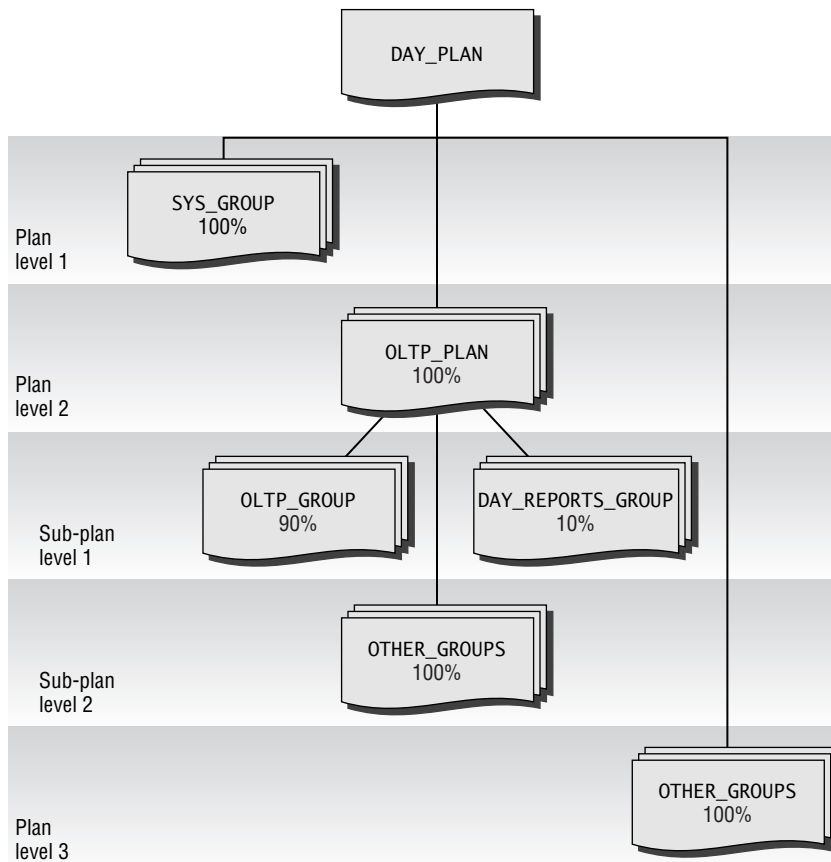 DAY_PLAN
SYS_GROUP
100%
Plan
level 1
OLTP_PLAN
100%
Plan
level 2
OLTP_GROUP
90%
DAY_REPORTS_GROUP
10%
Sub-plan
level 1
OTHER_GROUPS
100%
Sub-plan
level 2
OTHER_GROUPS
100%
Plan
level 3